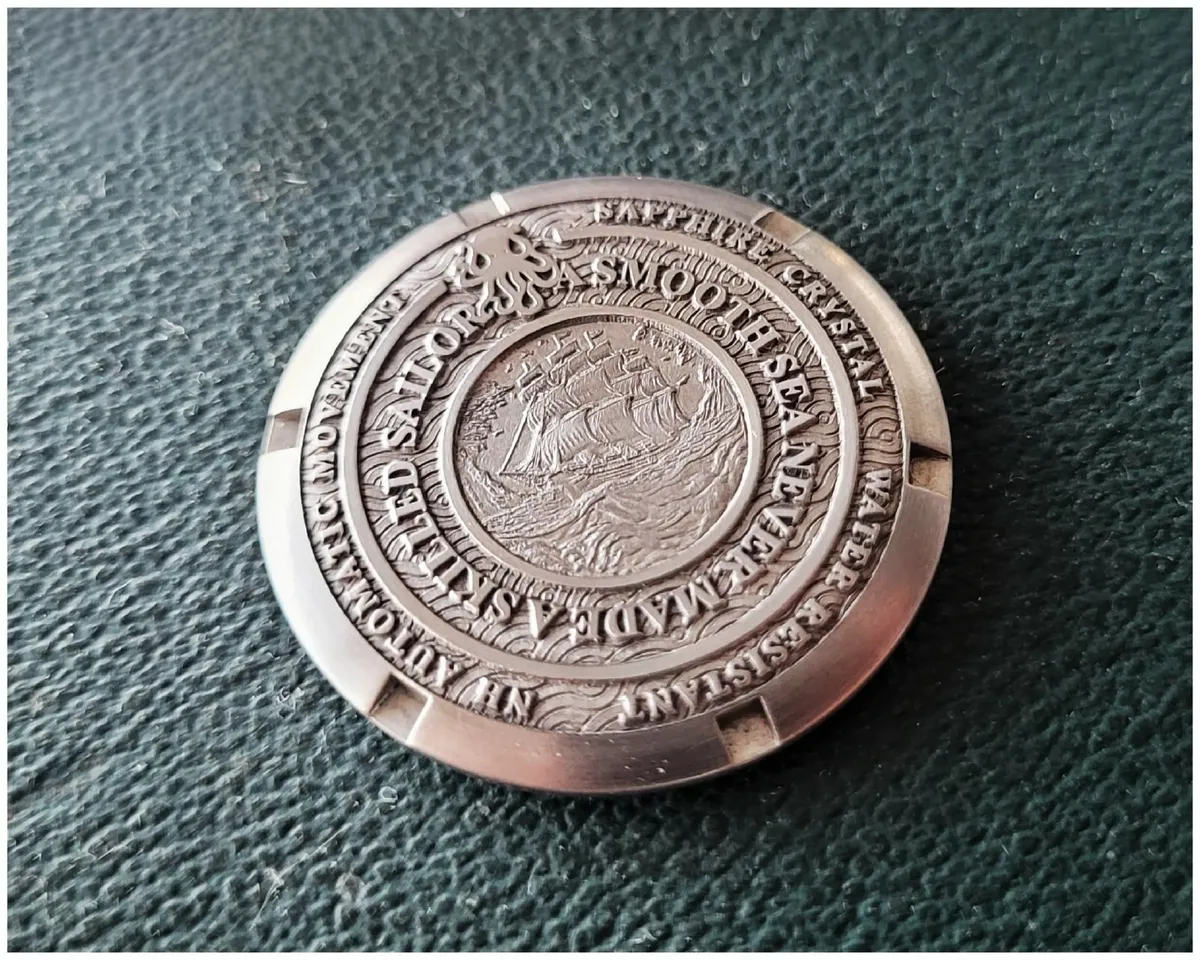 SAPPHIRE CRYSTAL
WATER RESISTANT
NH AUTOMATIC MOVEMENT
A SMOOTH SEA NEVER MADE A SKILLED SAILOR